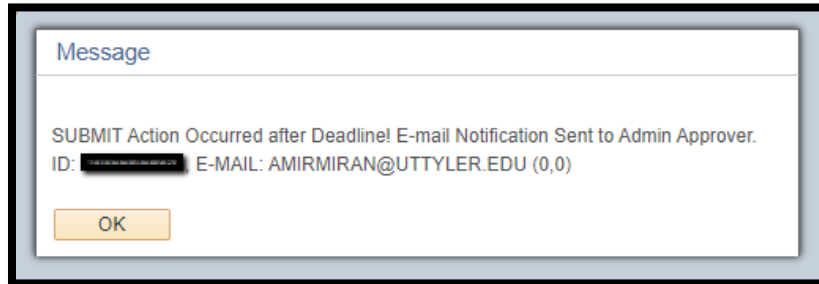 Message
SUBMIT Action Occurred after Deadline! E-mail Notification Sent to Admin Approver.
ID: , E-MAIL: AMIRMIRAN@UTTYLER.EDU (0,0)
OK